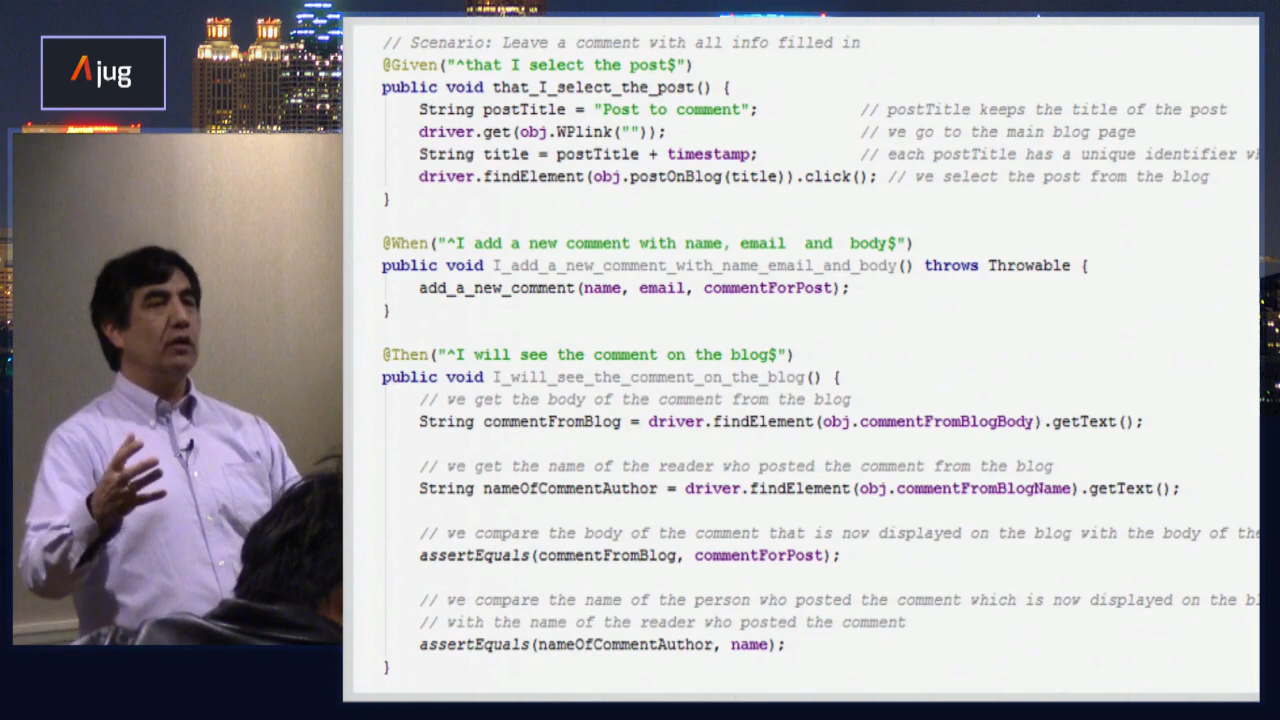 Ajug
// Scenario: Leave a comment with all info filled in
@Given("^that I select the post$")
public void that_I_select_the_post() {
String postTitle = "Post to comment"; // postTitle keeps the title of the post
driver.get(obj.WPlink("")); // we go to the main blog page
String title = postTitle + timestamp; // each postTitle has a unique identifier
driver.findElement(obj.postOnBlog(title)).click(); // we select the post from the blog
}
@When("^I add a new comment with name, email  and  body$")
public void I_add_a_new_comment_with_name_email_and_body() throws Throwable {
add_a_new_comment(name, email, commentForPost);
}
@Then("^I will see the comment on the blog$")
public void I_will_see_the_comment_on_the_blog() {
// we get the body of the comment from the blog
String commentFromBlog = driver.findElement(obj.commentFromBlogBody).getText();
// we get the name of the reader who posted the comment from the blog
String nameOfCommentAuthor = driver.findElement(obj.commentFromBlogName).getText();
// we compare the body of the comment that is now displayed on the blog with the body of the
assertEquals(commentFromBlog, commentForPost);
// we compare the name of the person who posted the comment which is now displayed on the
// with the name of the reader who posted the comment
assertEquals(nameOfCommentAuthor, name);
}